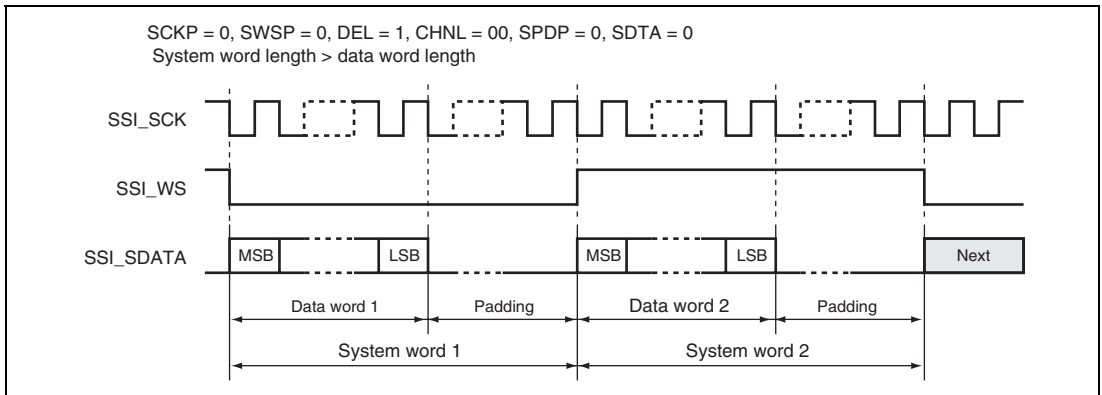 SCKP = 0, SWSP = 0, DEL = 1, CHNL = 00, SPDP = 0, SDTA = 0
System word length > data word length
SSI_SCK
SSI_WS
SSI_SDATA
MSB
LSB
MSB
LSB
Next
Data word 1
Padding
Data word 2
Padding
System word 1
System word 2